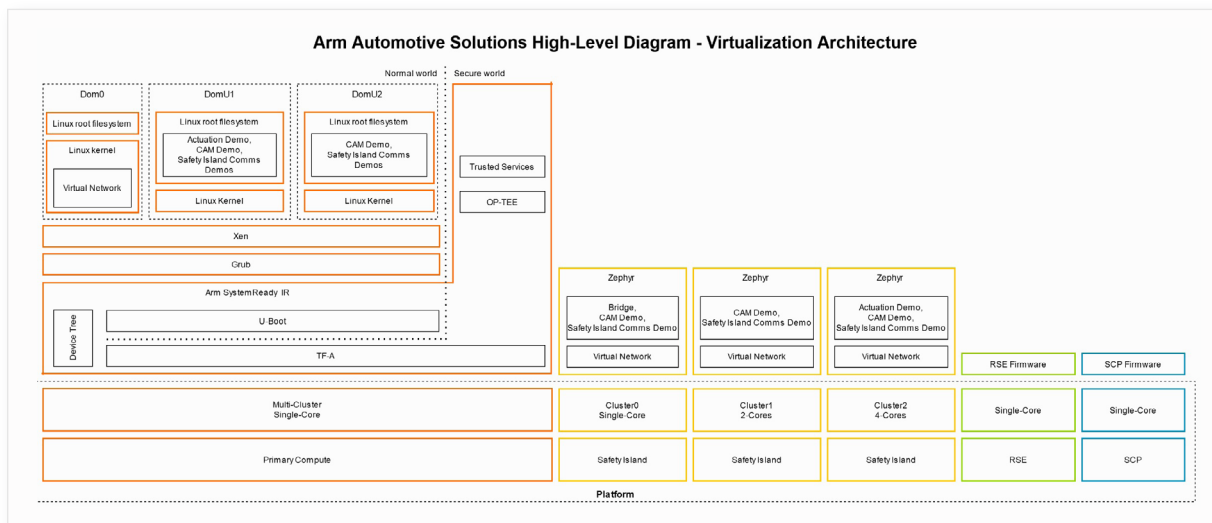 Arm Automotive Solutions High-Level Diagram - Virtualization Architecture
Normal world
Secure world
Dom0
Linux root filesystem
Linux kernel
Virtual Network
DomU1
Linux root filesystem
Actuation Demo,
CAM Demo,
Safety Island Comms
Demos
Linux Kernel
DomU2
Linux root filesystem
CAM Demo,
Safety Island Comms
Demos
Linux Kernel
Trusted Services
OP-TEE
Xen
Grub
Arm SystemReady IR
Device Tree
U-Boot
TF-A
Zephyr
Bridge,
CAM Demo,
Safety Island Comms Demo
Virtual Network
Zephyr
CAM Demo,
Safety Island Comms Demo
Virtual Network
Zephyr
Actuation Demo,
CAM Demo,
Safety Island Comms Demo
Virtual Network
RSE Firmware
SCP Firmware
Multi-Cluster
Single-Core
Cluster0
Single-Core
Cluster1
2-Cores
Cluster2
4-Cores
Single-Core
Single-Core
Primary Compute
Safety Island
Safety Island
Safety Island
RSE
SCP
Platform